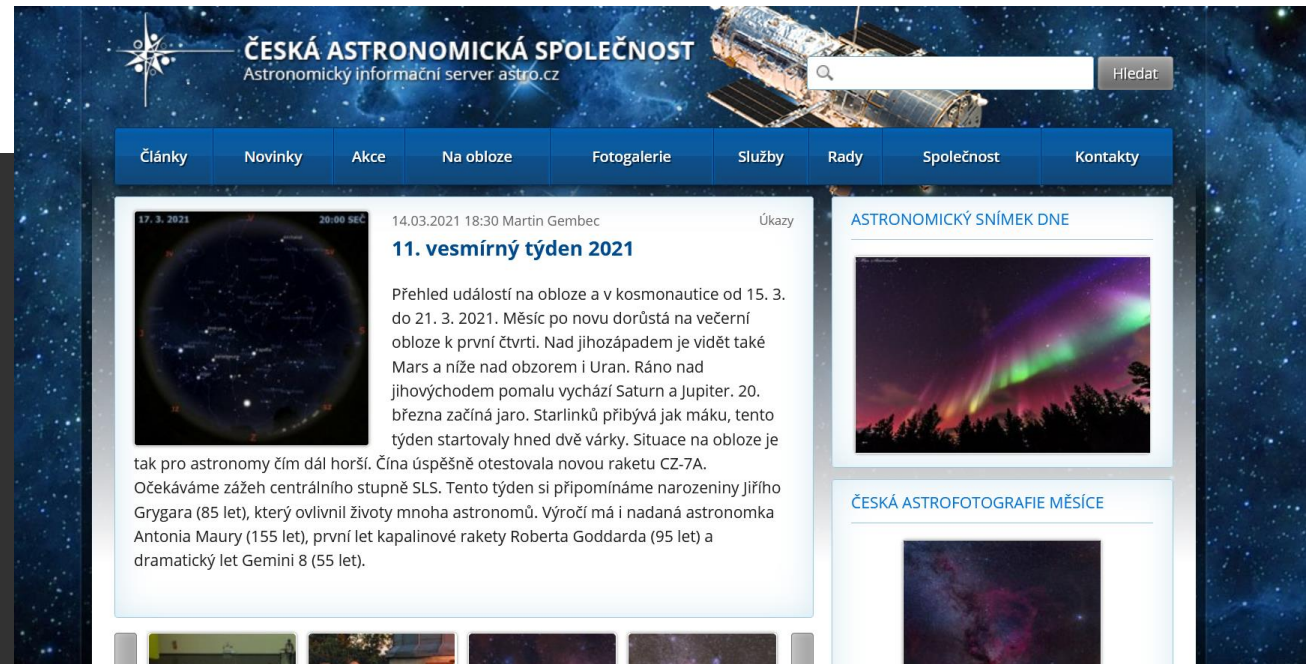 ČESKÁ ASTRONOMICKÁ SPOLEČNOST
Astronomický informační server astro.cz
Hledat
Články
Novinky
Akce
Na obloze
Fotogalerie
Služby
Rady
Společnost
Kontakty
17. 3. 2021
20:00 SEČ
14.03.2021 18:30 Martin Gembec
Úkazy
11. vesmírný týden 2021
Přehled událostí na obloze a v kosmonautice od 15. 3.
do 21. 3. 2021. Měsíc po novu dorůstá na večerní
obloze k první čtvrti. Nad jihozápadem je vidět také
Mars a níže nad obzorem i Uran. Ráno nad
jihovýchodem pomalu vychází Saturn a Jupiter. 20.
března začíná jaro. Starlinků přibývá jak máku, tento
týden startovaly hned dvě várky. Situace na obloze je
tak pro astronomy čím dál horší. Čína úspěšně otestovala novou raketu CZ-7A.
Očekáváme zážeh centrálního stupně SLS. Tento týden si připomínáme narozeniny Jiřího
Grygara (85 let), který ovlivnil životy mnoha astronomů. Výročí má i nadaná astronomka
Antonia Maury (155 let), první let kapalinové rakety Roberta Goddarda (95 let) a
dramatický let Gemini 8 (55 let).
ASTRONOMICKÝ SNÍMEK DNE
ČESKÁ ASTROFOTOGRAFIE MĚSÍCE